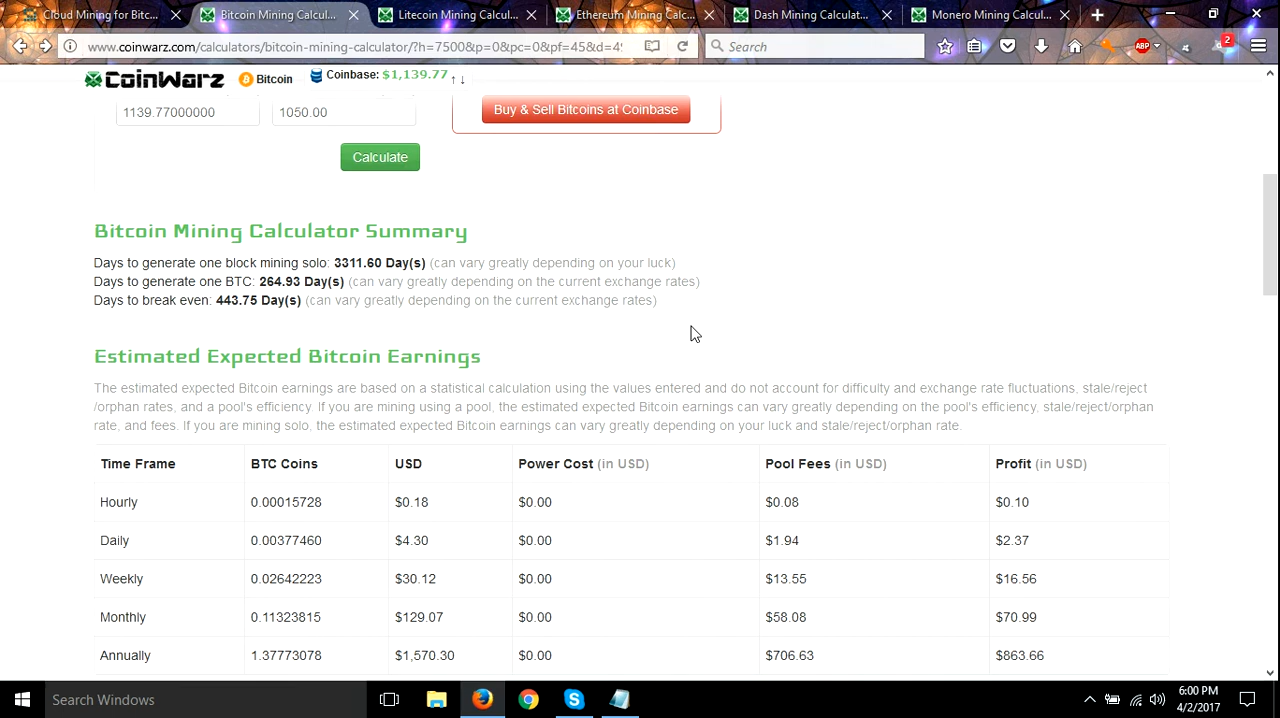 Cloud Mining for Bitc...
Bitcoin Mining Calcul...
Litecoin Mining Calcul...
Ethereum Mining Calc...
Dash Mining Calculat...
Monero Mining Calcul...
www.coinwarz.com/calculators/bitcoin-mining-calculator/?h=7500&p=0&pc=0&pf=45&d=49
Search
ABP
2
CoinWarz
Bitcoin
Coinbase: $1,139.77 ↑ ↓
1139.77000000
1050.00
Buy & Sell Bitcoins at Coinbase
Calculate
Bitcoin Mining Calculator Summary
Days to generate one block mining solo: 3311.60 Day(s) (can vary greatly depending on your luck)
Days to generate one BTC: 264.93 Day(s) (can vary greatly depending on the current exchange rates)
Days to break even: 443.75 Day(s) (can vary greatly depending on the current exchange rates)
Estimated Expected Bitcoin Earnings
The estimated expected Bitcoin earnings are based on a statistical calculation using the values entered and do not account for difficulty and exchange rate fluctuations, stale/reject
/orphan rates, and a pool's efficiency. If you are mining using a pool, the estimated expected Bitcoin earnings can vary greatly depending on the pool's efficiency, stale/reject/orphan
rate, and fees. If you are mining solo, the estimated expected Bitcoin earnings can vary greatly depending on your luck and stale/reject/orphan rate.
Time Frame BTC Coins USD Power Cost (in USD) Pool Fees (in USD) Profit (in USD)
Hourly 0.00015728 $0.18 $0.00 $0.08 $0.10
Daily 0.00377460 $4.30 $0.00 $1.94 $2.37
Weekly 0.02642223 $30.12 $0.00 $13.55 $16.56
Monthly 0.11323815 $129.07 $0.00 $58.08 $70.99
Annually 1.37773078 $1,570.30 $0.00 $706.63 $863.66
Search Windows
6:00 PM
4/2/2017